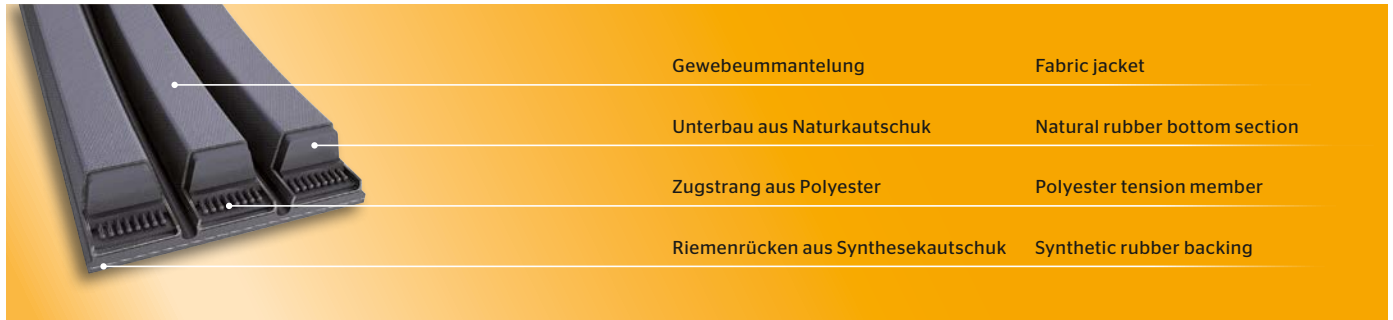 Gewebeummantelung Fabric jacket
Unterbau aus Naturkautschuk Natural rubber bottom section
Zugstrang aus Polyester Polyester tension member
Riemenrücken aus Synthesekautschuk Synthetic rubber backing